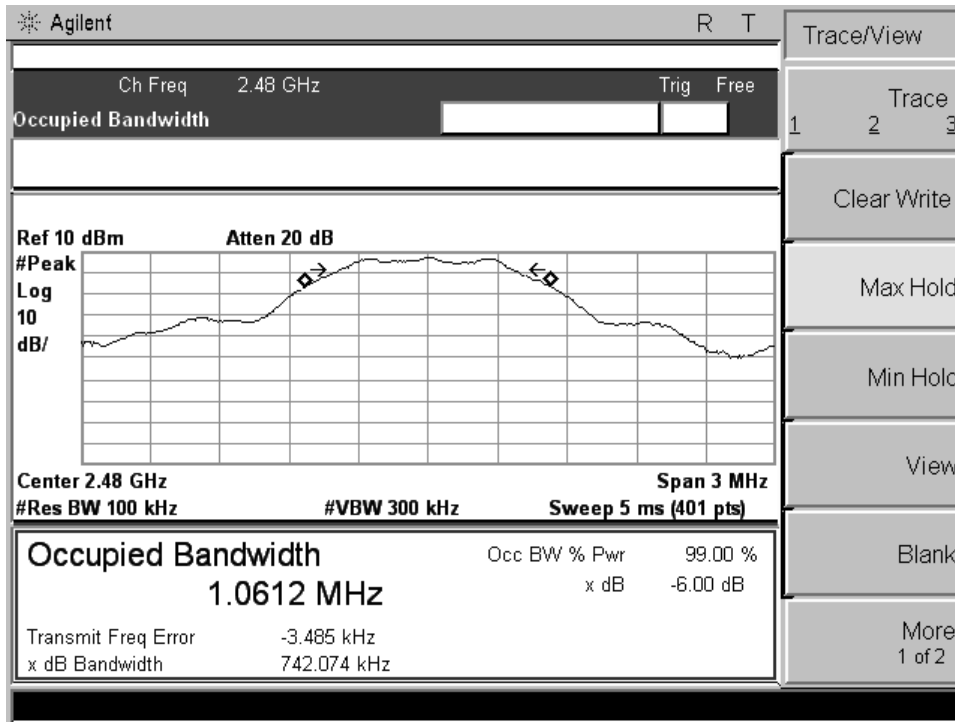 Agilent R T
Trace/View
Ch Freq 2.48 GHz Trig Free
Occupied Bandwidth
Trace
1 2 3
Clear Write
Ref 10 dBm Atten 20 dB
#Peak
Log
10
dB/
Max Hold
Min Hold
Center 2.48 GHz Span 3 MHz
#Res BW 100 kHz #VBW 300 kHz Sweep 5 ms (401 pts)
View
Occupied Bandwidth Occ BW % Pwr 99.00 %
1.0612 MHz x dB -6.00 dB
Transmit Freq Error -3.485 kHz
x dB Bandwidth 742.074 kHz
Blank
More
1 of 2